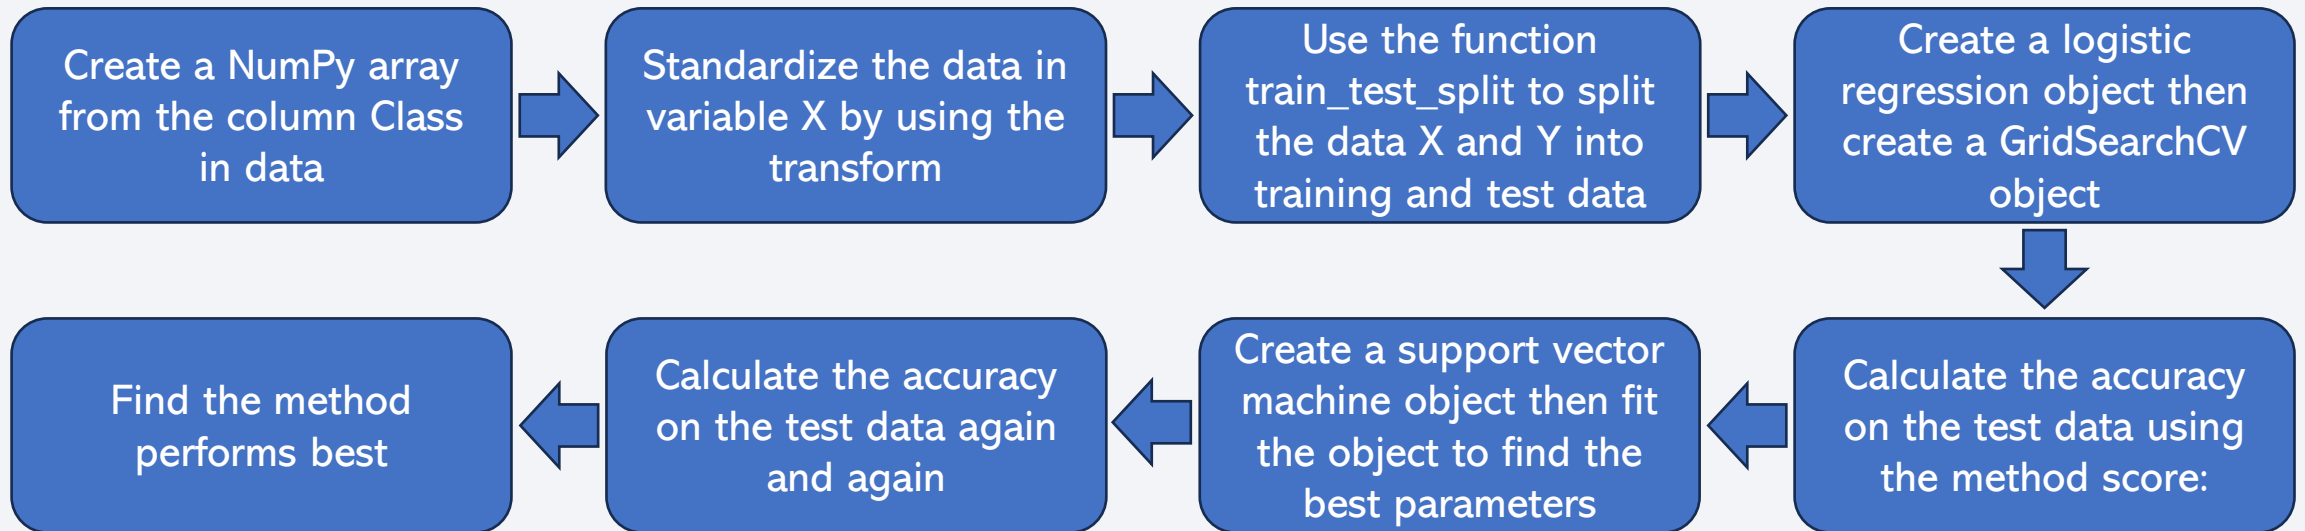 Create a NumPy array
from the column Class
in data
Standardize the data in
variable X by using the
transform
Use the function
train_test_split to split
the data X and Y into
training and test data
Create a logistic
regression object then
create a GridSearchCV
object
Calculate the accuracy
on the test data using
the method score:
Create a support vector
machine object then fit
the object to find the
best parameters
Calculate the accuracy
on the test data again
and again
Find the method
performs best